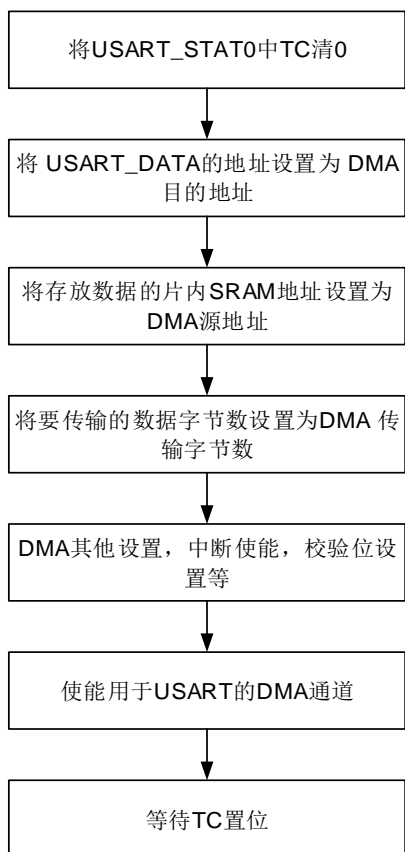 将USART_STAT0中TC清0
将 USART_DATA的地址设置为 DMA
目的地址
将存放数据的片内SRAM地址设置为
DMA源地址
将要传输的数据字节数设置为DMA 传
输字节数
DMA其他设置，中断使能，校验位设
置等
使能用于USART的DMA通道
等待TC置位